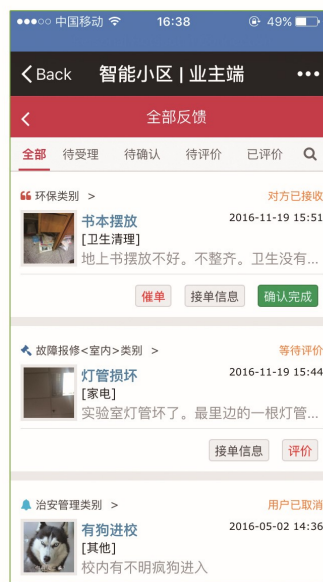 中国移动 16:38 49%
Back 智能小区 | 业主端
全部反馈
全部 待受理 待确认 待评价 已评价
环保类别 > 对方已接收
书本摆放 2016-11-19 15:51
[卫生清理]
地上书摆放不好。不整齐。卫生没有...
催单 接单信息 确认完成
故障报修<室内>类别 > 等待评价
灯管损坏 2016-11-19 15:44
[家电]
实验室灯管坏了。最里边的一根灯管...
接单信息 评价
治安管理类别 > 用户已取消
有狗进校 2016-05-02 14:36
[其他]
校内有不明疯狗进入